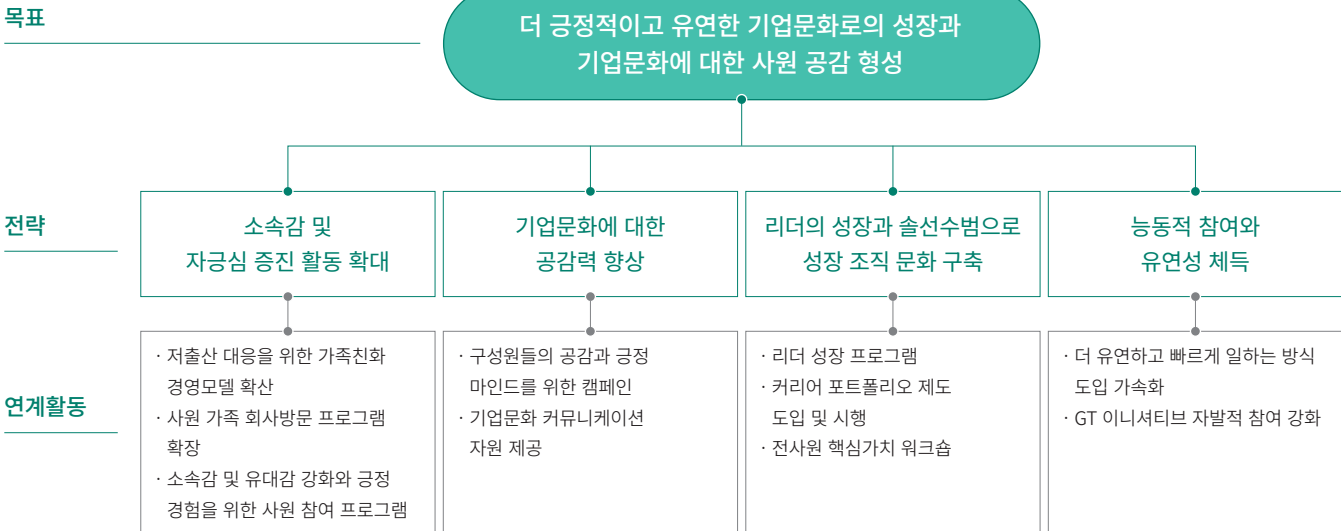 목표
더 긍정적이고 유연한 기업문화로의 성장과
기업문화에 대한 사원 공감 형성
전략
소속감 및
자긍심 증진 활동 확대
기업문화에 대한
공감력 향상
리더의 성장과 솔선수범으로
성장 조직 문화 구축
능동적 참여와
유연성 체득
연계활동
· 저출산 대응을 위한 가족친화
경영모델 확산
· 사원 가족 회사방문 프로그램
확장
· 소속감 및 유대감 강화와 긍정
경험을 위한 사원 참여 프로그램
· 구성원들의 공감과 긍정
마인드를 위한 캠페인
· 기업문화 커뮤니케이션
자원 제공
· 리더 성장 프로그램
· 커리어 포트폴리오 제도
도입 및 시행
· 전사원 핵심가치 워크숍
· 더 유연하고 빠르게 일하는 방식
도입 가속화
· GT 이니셔티브 자발적 참여 강화